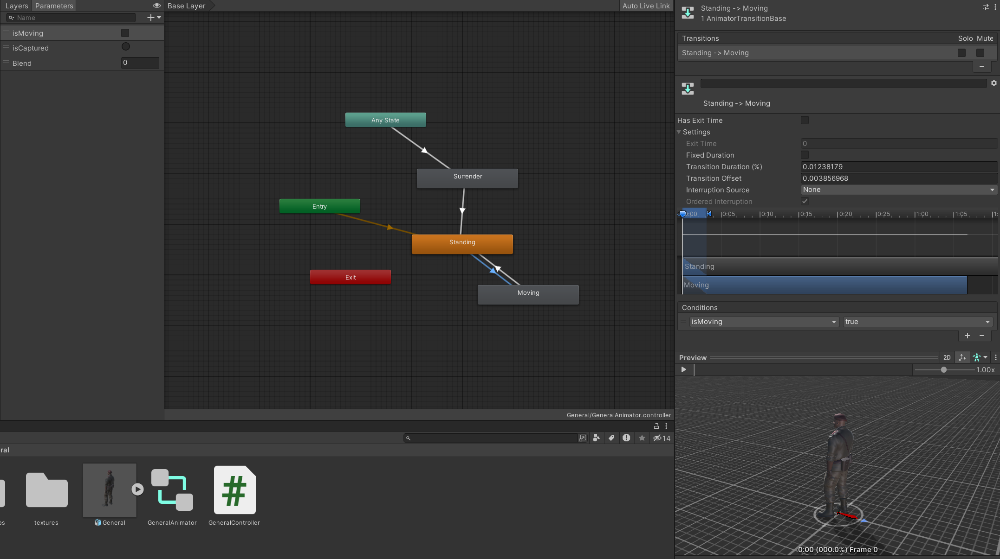 Layers Parameters
Name
isMoving
isCaptured
Blend 0
Base Layer
Auto Live Link
Any State
Surrender
Entry
Standing
Exit
Moving
General/GeneralAnimator.controller
14
ral
os
textures
General
GeneralAnimator
GeneralController
Standing -> Moving
1 AnimatorTransitionBase
Transitions Solo Mute
Standing -> Moving
Standing -> Moving
Has Exit Time
Settings
Exit Time 0
Fixed Duration
Transition Duration (%) 0.01238179
Transition Offset 0.003856968
Interruption Source None
Ordered Interruption
0:00 0:05 0:10 0:15 0:20 0:25 1:00 1:05 1:
Standing
Moving
Conditions
isMoving true
Preview 2D
1.00x
0:00 (000.0%) Frame 0